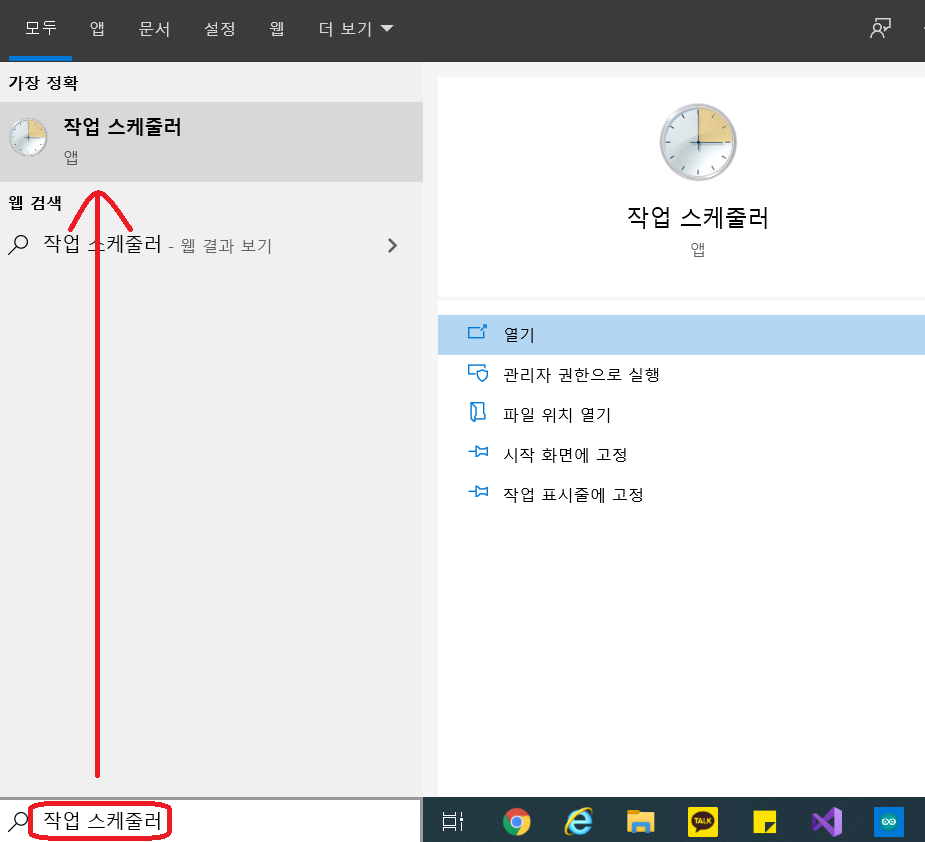 모두 앱 문서 설정 웹 더 보기
가장 정확
작업 스케줄러
앱
웹 검색
작업 스케줄러 - 웹 결과 보기
작업 스케줄러
앱
열기
관리자 권한으로 실행
파일 위치 열기
시작 화면에 고정
작업 표시줄에 고정
작업 스케줄러
TALK